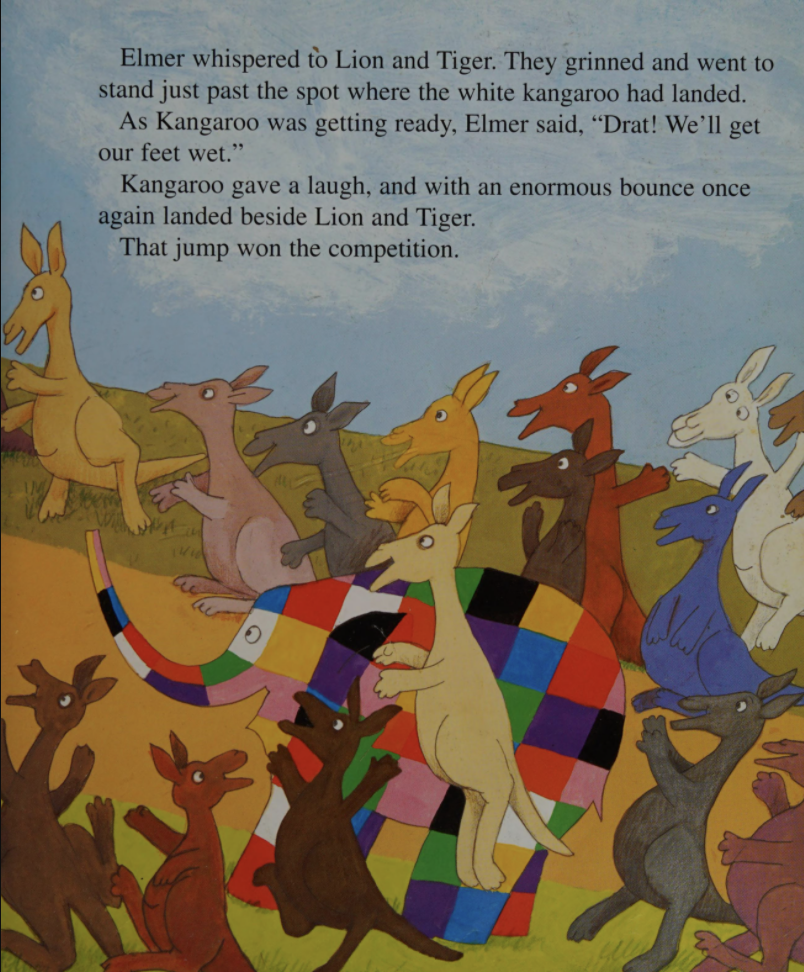 Elmer whispered to Lion and Tiger. They grinned and went to
stand just past the spot where the white kangaroo had landed.
As Kangaroo was getting ready, Elmer said, “Drat! We’ll get
our feet wet.”
Kangaroo gave a laugh, and with an enormous bounce once
again landed beside Lion and Tiger.
That jump won the competition.